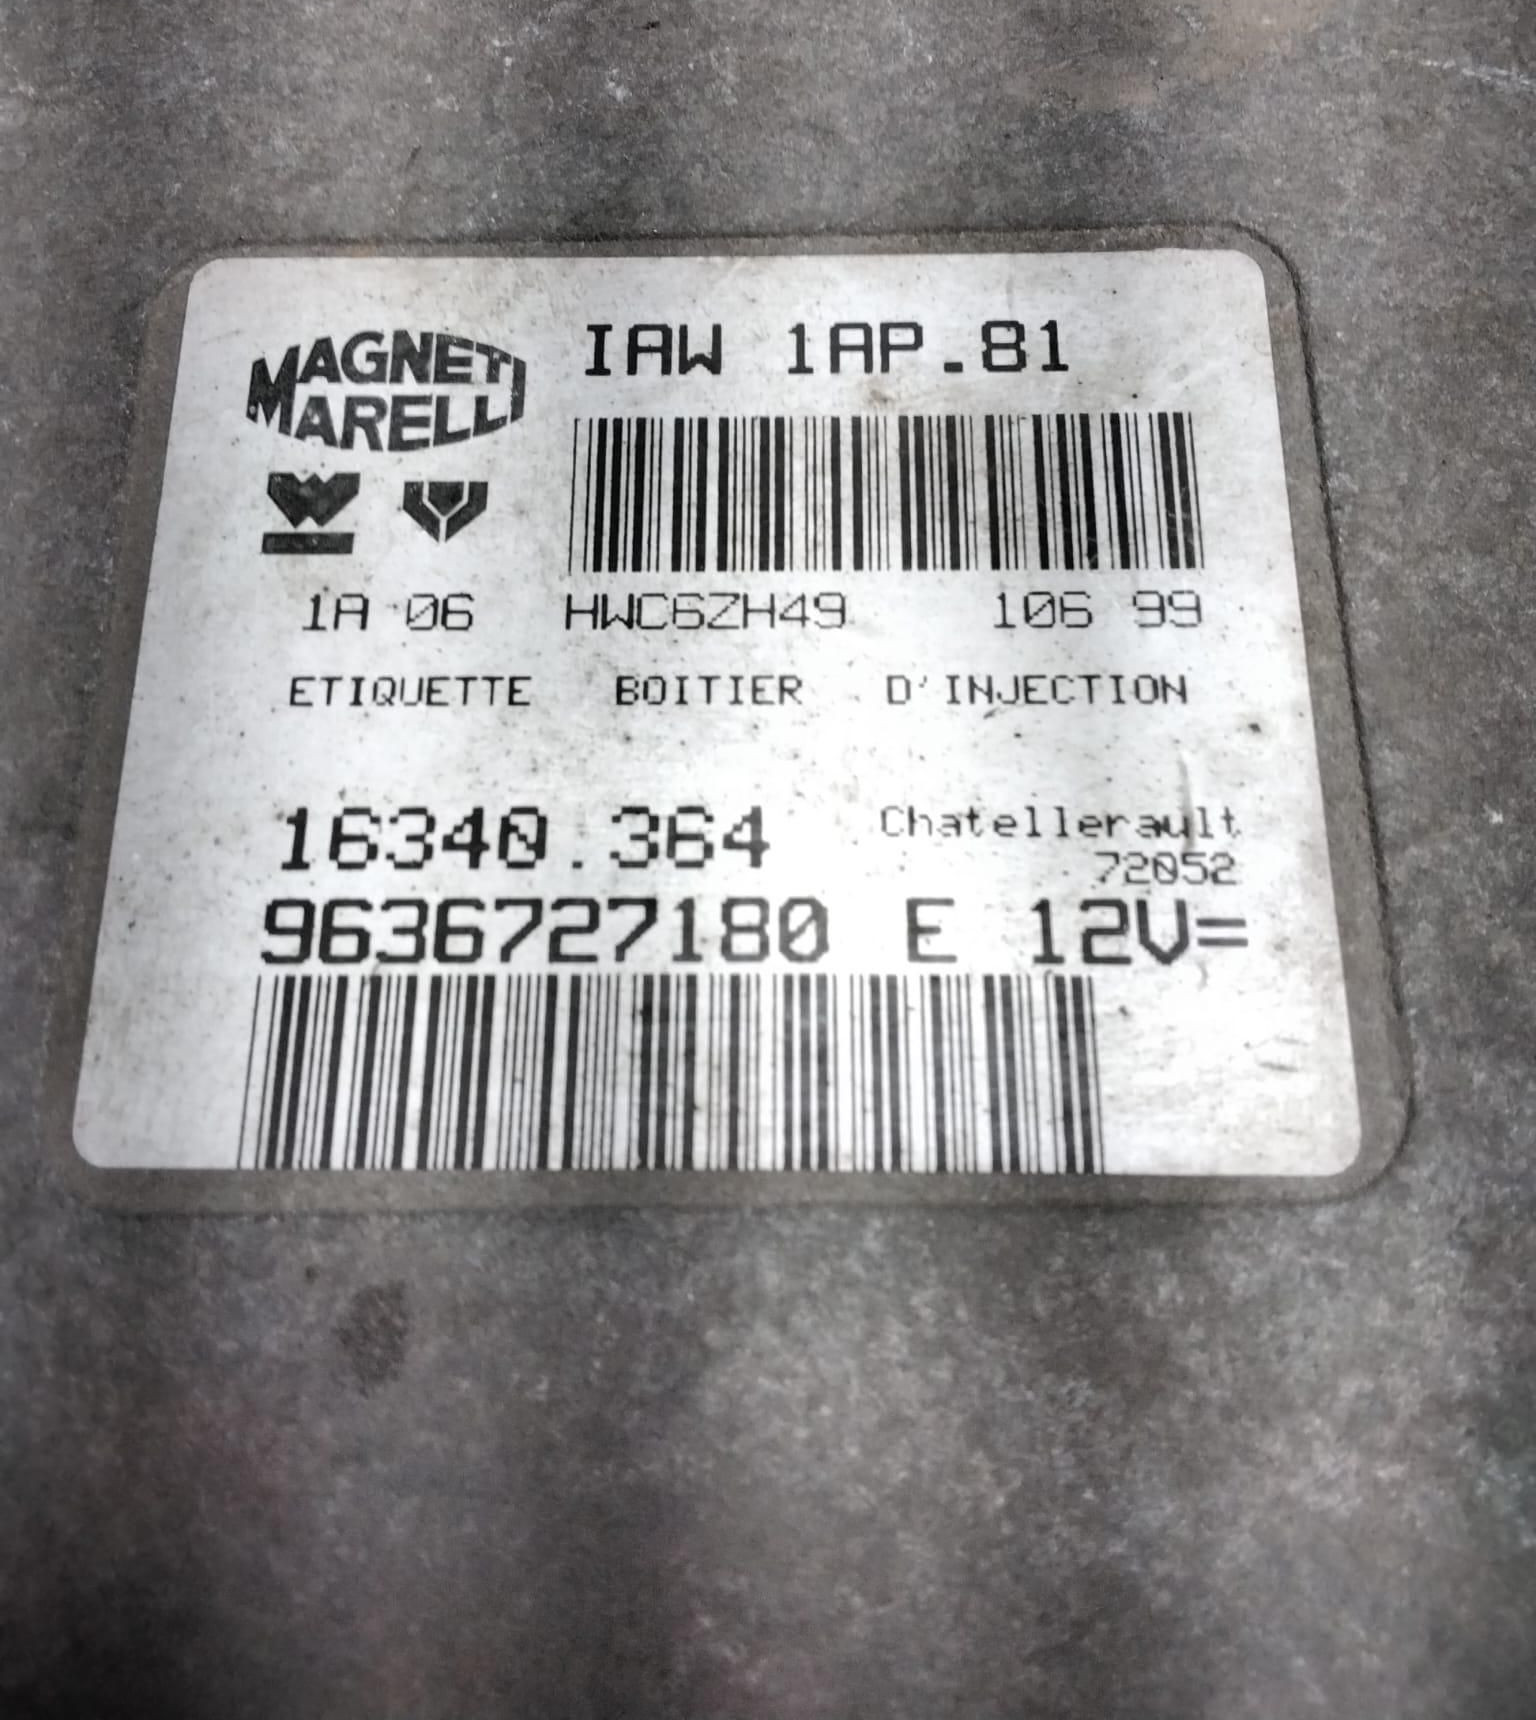 MAGNETI
MARELLI
IAW 1AP.81
1A 06 HWC6ZH49 106 99
ETIQUETTE BOITIER D'INJECTION
16340.364
Chatellerault
72052
9636727180 E 12V=